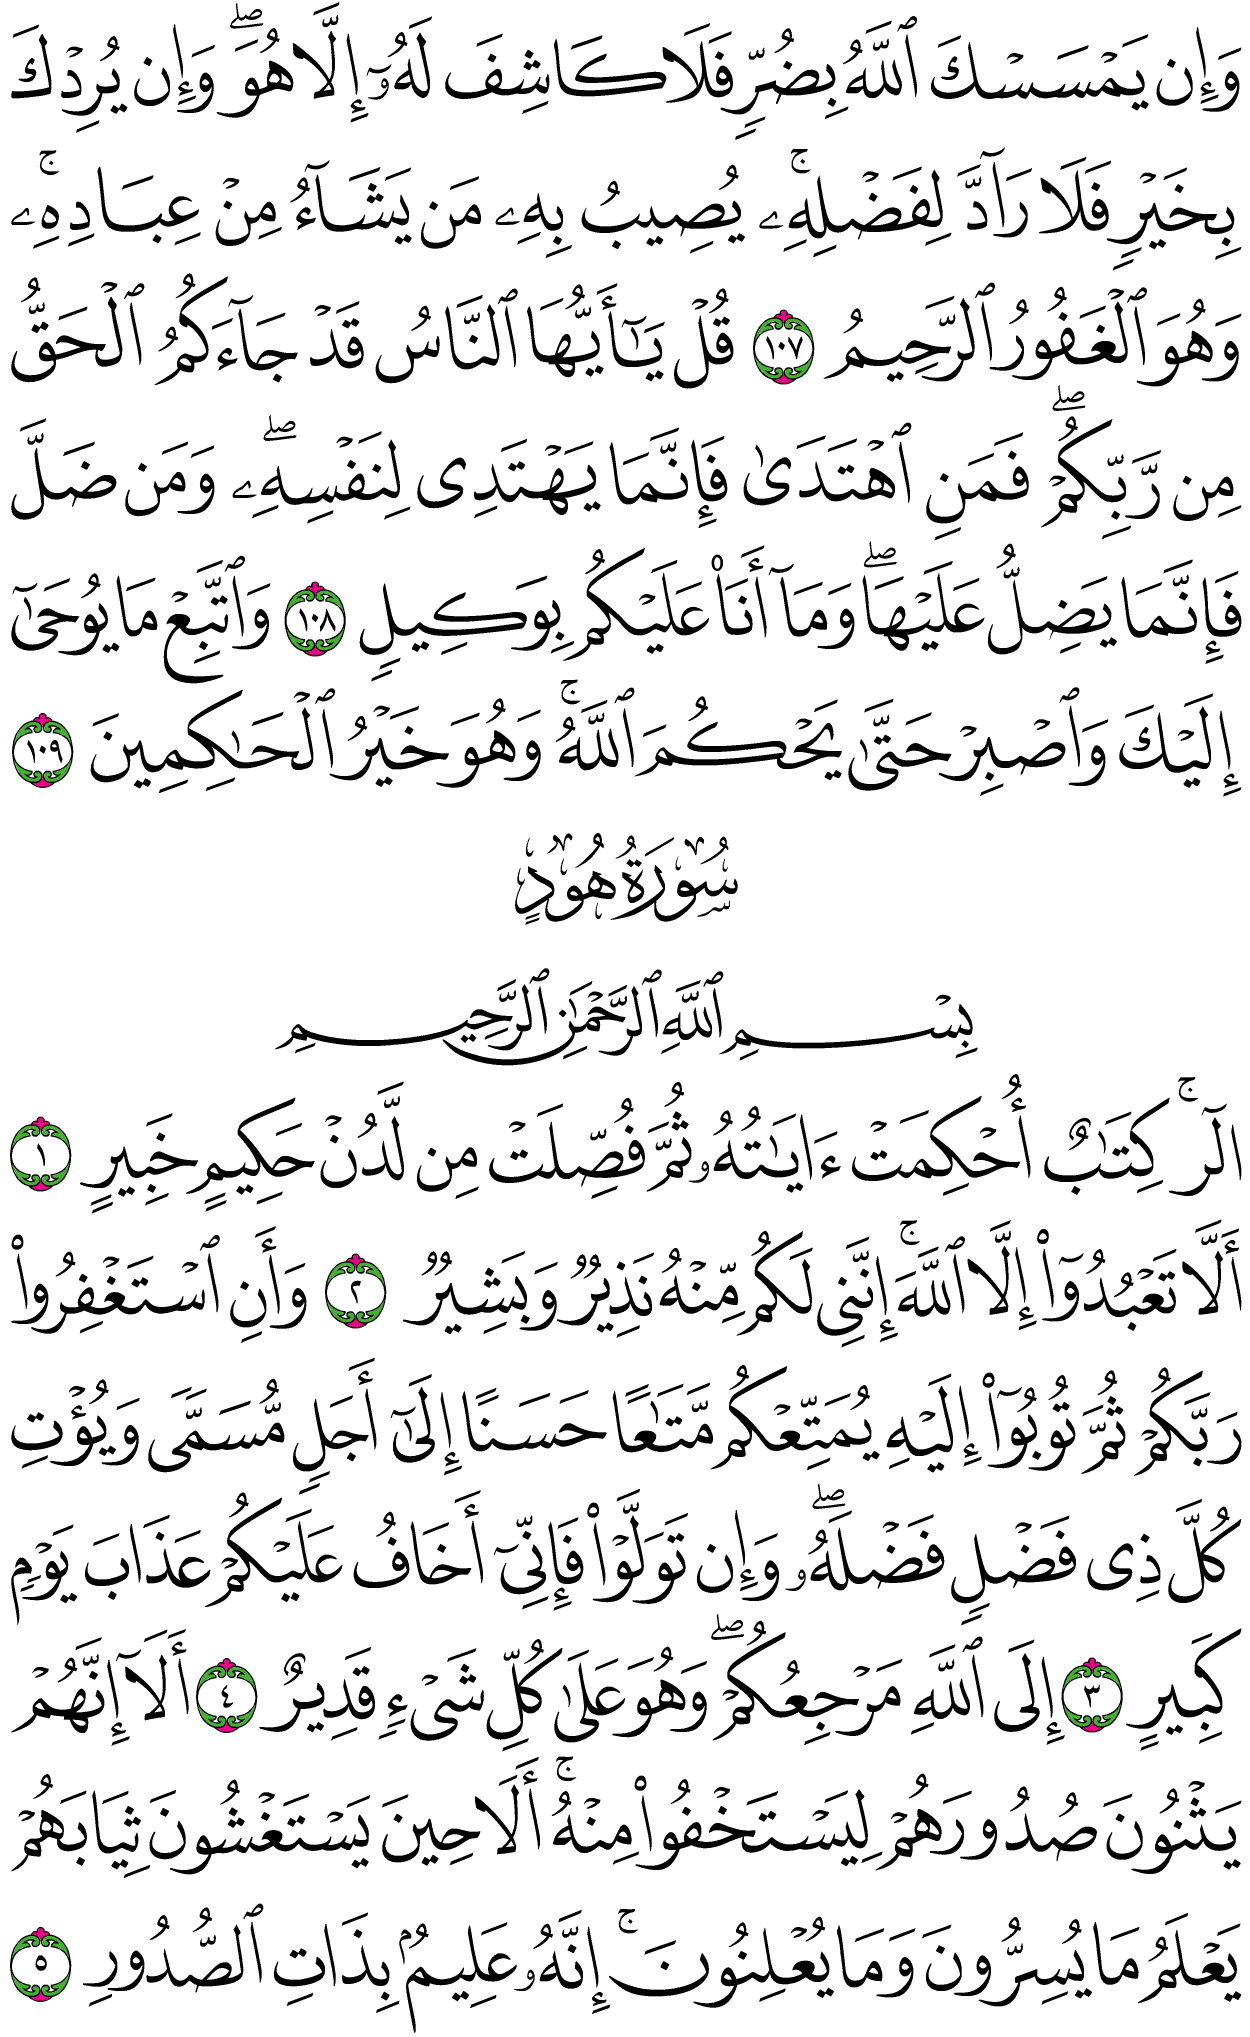 وَإِن يَمۡسَسۡكَ ٱللَّهُ بِضُرّٖ فَلَا كَاشِفَ لَهُۥٓ إِلَّا هُوَۖ وَإِن يُرِدۡكَ
بِخَيۡرٖ فَلَا رَآدَّ لِفَضۡلِهِۦۚ يُصِيبُ بِهِۦ مَن يَشَآءُ مِنۡ عِبَادِهِۦۚ
وَهُوَ ٱلۡغَفُورُ ٱلرَّحِيمُ ١٠٧ قُلۡ يَـٰٓأَيُّهَا ٱلنَّاسُ قَدۡ جَآءَكُمُ ٱلۡحَقُّ
مِن رَّبِّكُمۡۖ فَمَنِ ٱهۡتَدَىٰ فَإِنَّمَا يَهۡتَدِى لِنَفۡسِهِۦۖ وَمَن ضَلَّ
فَإِنَّمَا يَضِلُّ عَلَيۡهَاۖ وَمَآ أَنَا۠ عَلَيۡكُم بِوَكِيلٖ ١٠٨ وَٱتَّبِعۡ مَا يُوحَىٰٓ
إِلَيۡكَ وَٱصۡبِرۡ حَتَّىٰ يَحۡكُمَ ٱللَّهُۚ وَهُوَ خَيۡرُ ٱلۡحَـٰكِمِينَ ١٠٩
سُورَةُ هُودٍ
بِسۡمِ ٱللَّهِ ٱلرَّحۡمَـٰنِ ٱلرَّحِيمِ
الٓرۚ كِتَـٰبٌ أُحۡكِمَتۡ ءَايَـٰتُهُۥ ثُمَّ فُصِّلَتۡ مِن لَّدُنۡ حَكِيمٍ خَبِيرٍ ١
أَلَّا تَعۡبُدُوٓا۟ إِلَّا ٱللَّهَۚ إِنَّنِى لَكُم مِّنۡهُ نَذِيرٞ وَبَشِيرٞ ٢ وَأَنِ ٱسۡتَغۡفِرُوا۟
رَبَّكُمۡ ثُمَّ تُوبُوٓا۟ إِلَيۡهِ يُمَتِّعۡكُم مَّتَـٰعًا حَسَنًا إِلَىٰٓ أَجَلٖ مُّسَمّٗى وَيُؤۡتِ
كُلَّ ذِى فَضۡلٖ فَضۡلَهُۥۖ وَإِن تَوَلَّوۡا۟ فَإِنِّىٓ أَخَافُ عَلَيۡكُمۡ عَذَابَ يَوۡمٖ
كَبِيرٍ ٣ إِلَى ٱللَّهِ مَرۡجِعُكُمۡۖ وَهُوَ عَلَىٰ كُلِّ شَىۡءٖ قَدِيرٌ ٤ أَلَآ إِنَّهُمۡ
يَثۡنُونَ صُدُورَهُمۡ لِيَسۡتَخۡفُوا۟ مِنۡهُۚ أَلَا حِينَ يَسۡتَغۡشُونَ ثِيَابَهُمۡ
يَعۡلَمُ مَا يُسِرُّونَ وَمَا يُعۡلِنُونَۚ إِنَّهُۥ عَلِيمُۢ بِذَاتِ ٱلصُّدُورِ ٥